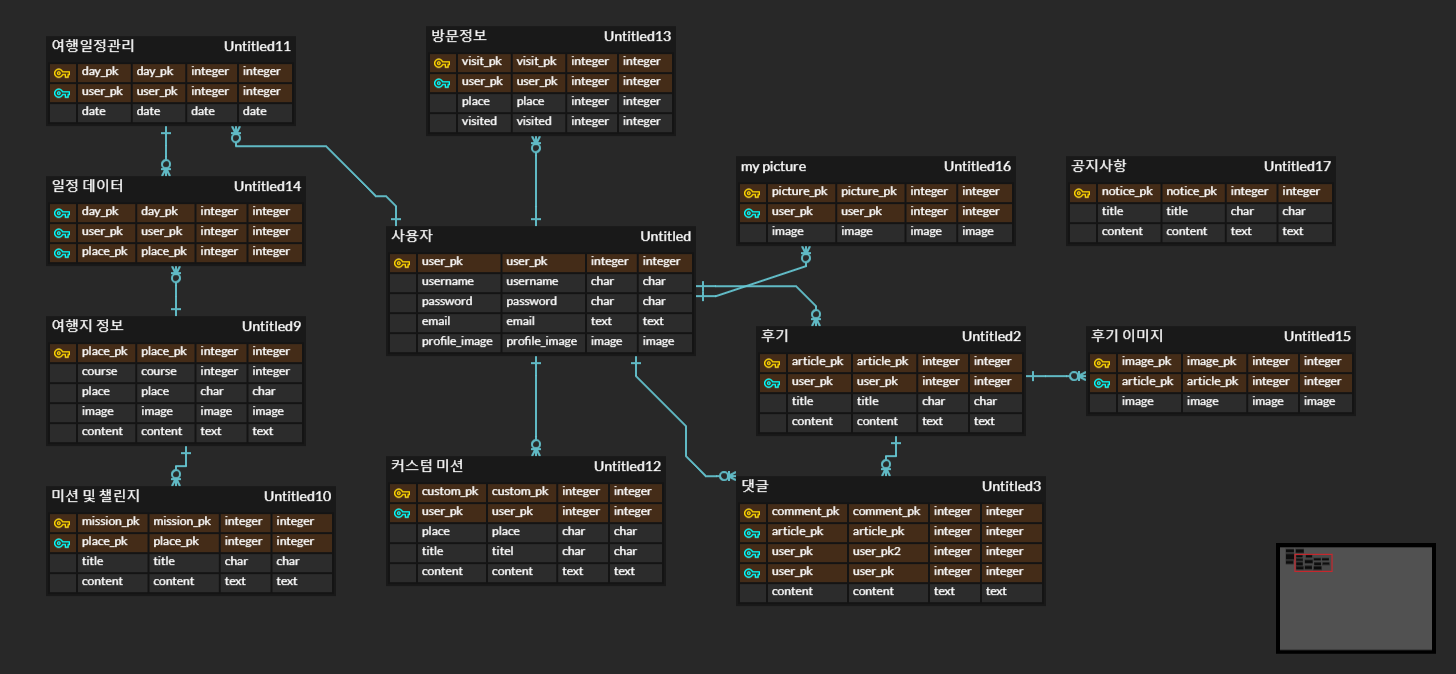 여행일정관리 Untitled11
day_pk day_pk integer integer
user_pk user_pk integer integer
date date date date
방문정보 Untitled13
visit_pk visit_pk integer integer
user_pk user_pk integer integer
place place integer integer
visited visited integer integer
일정 데이터 Untitled14
day_pk day_pk integer integer
user_pk user_pk integer integer
place_pk place_pk integer integer
사용자 Untitled
user_pk user_pk integer integer
username username char char
password password char char
email email text text
profile_image profile_image image image
my picture Untitled16
picture_pk picture_pk integer integer
user_pk user_pk integer integer
image image image image
공지사항 Untitled17
notice_pk notice_pk integer integer
title title char char
content content text text
여행지 정보 Untitled9
place_pk place_pk integer integer
course course integer integer
place place char char
image image image image
content content text text
후기 Untitled2
article_pk article_pk integer integer
user_pk user_pk integer integer
title title char char
content content text text
후기 이미지 Untitled15
image_pk image_pk integer integer
article_pk article_pk integer integer
image image image image
미션 및 챌린지 Untitled10
mission_pk mission_pk integer integer
place_pk place_pk integer integer
title title char char
content content text text
커스텀 미션 Untitled12
custom_pk custom_pk integer integer
user_pk user_pk integer integer
place place char char
title titel char char
content content text text
댓글 Untitled3
comment_pk comment_pk integer integer
article_pk article_pk integer integer
user_pk user_pk2 integer integer
user_pk user_pk integer integer
content content text text